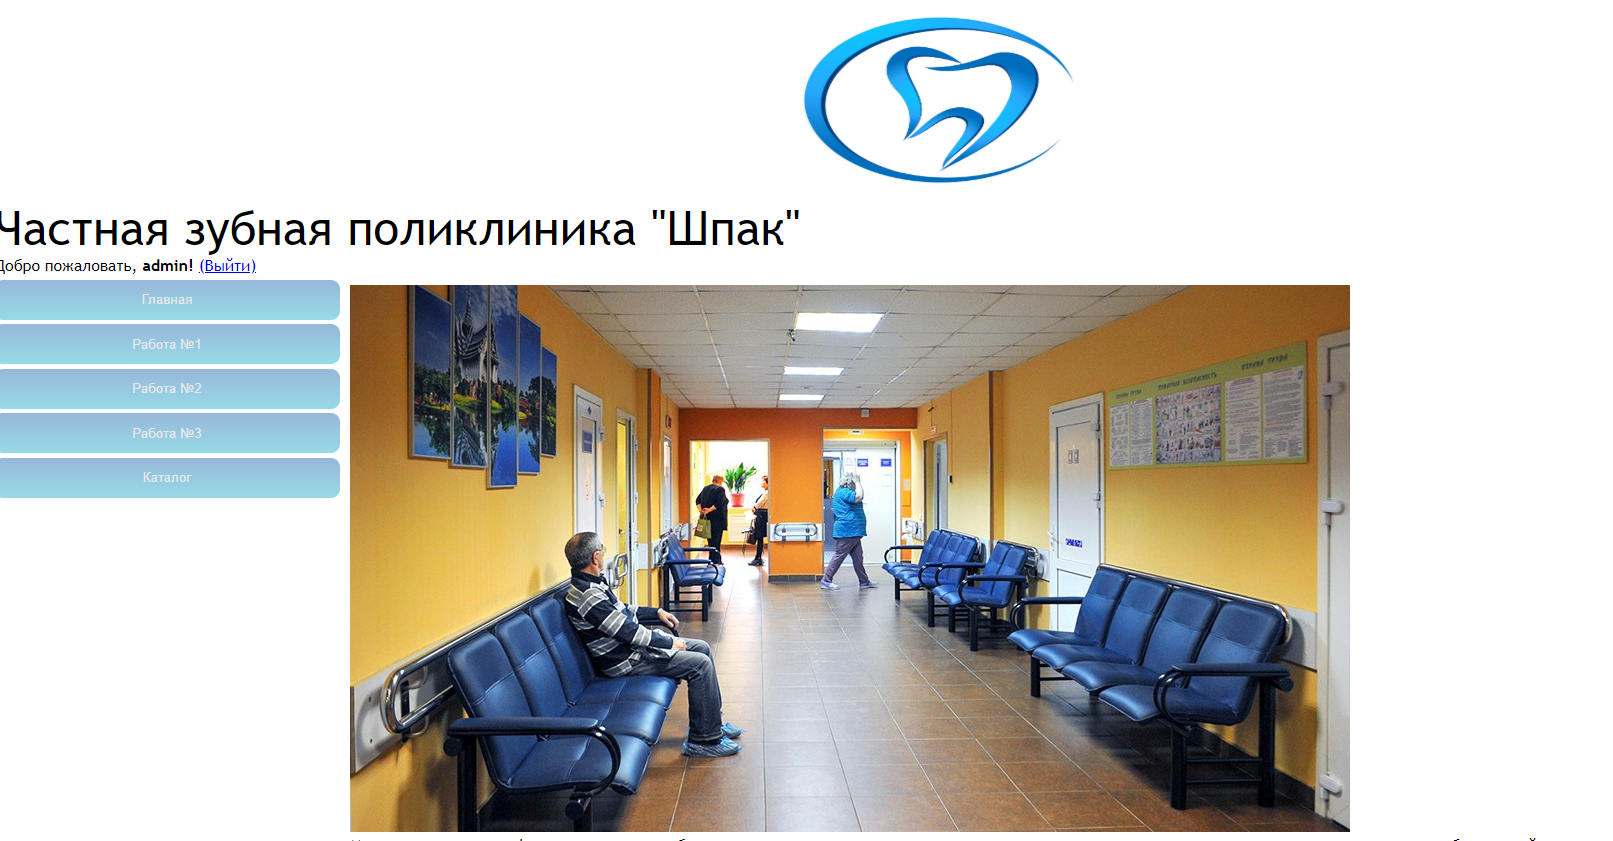 Частная зубная поликлиника "Шпак"
Добро пожаловать, admin! (Выйти)
Главная
Работа №1
Работа №2
Работа №3
Каталог